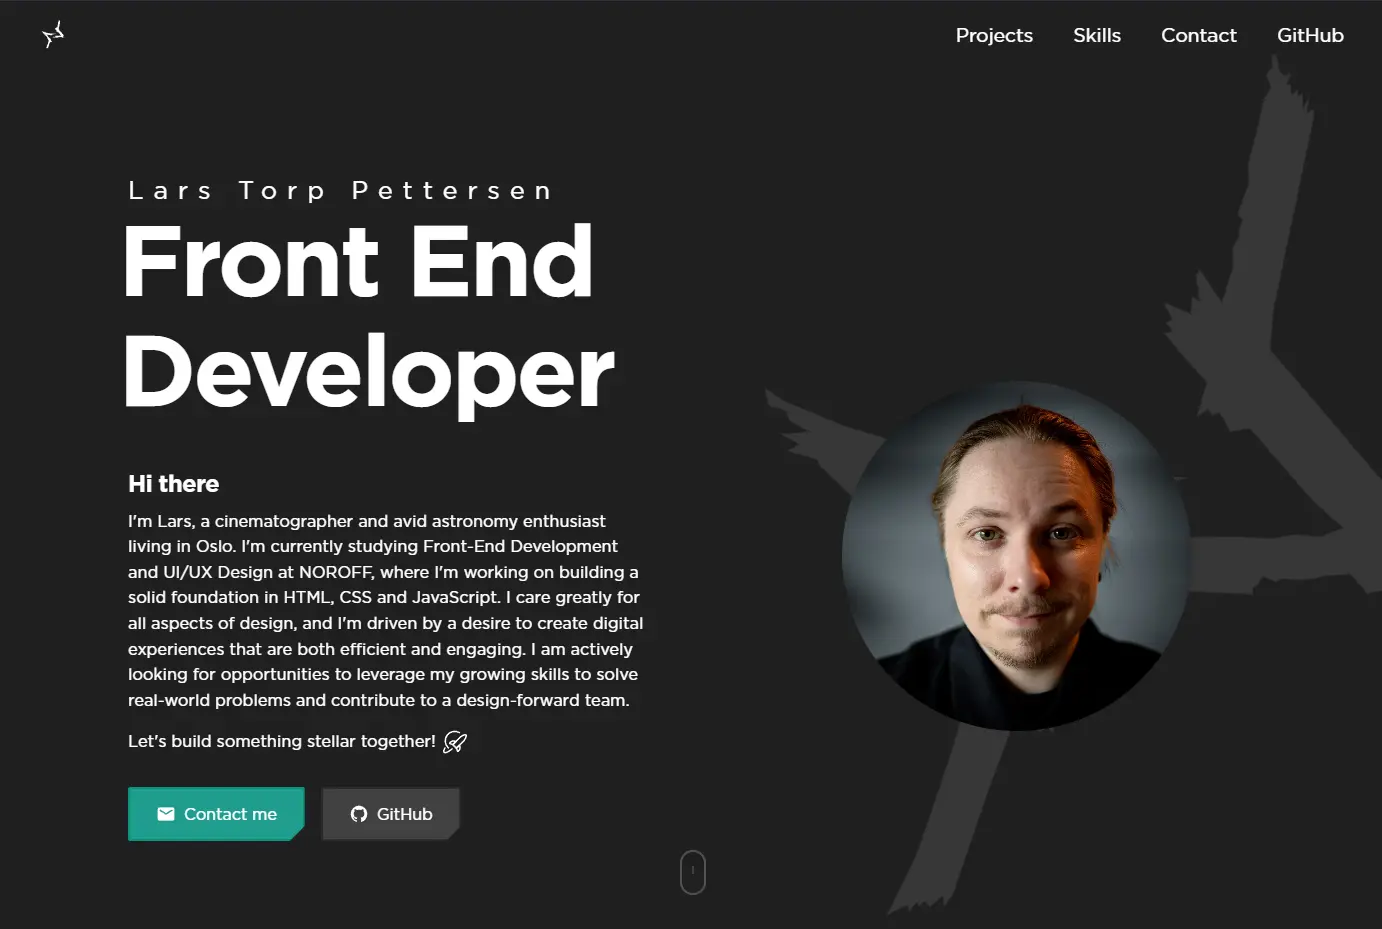 Projects Skills Contact GitHub
Lars Torp Pettersen
Front End
Developer
Hi there
I'm Lars, a cinematographer and avid astronomy enthusiast
living in Oslo. I'm currently studying Front-End Development
and UI/UX Design at NOROFF, where I'm working on building a
solid foundation in HTML, CSS and JavaScript. I care greatly for
all aspects of design, and I'm driven by a desire to create digital
experiences that are both efficient and engaging. I am actively
looking for opportunities to leverage my growing skills to solve
real-world problems and contribute to a design-forward team.
Let's build something stellar together!
Contact me GitHub